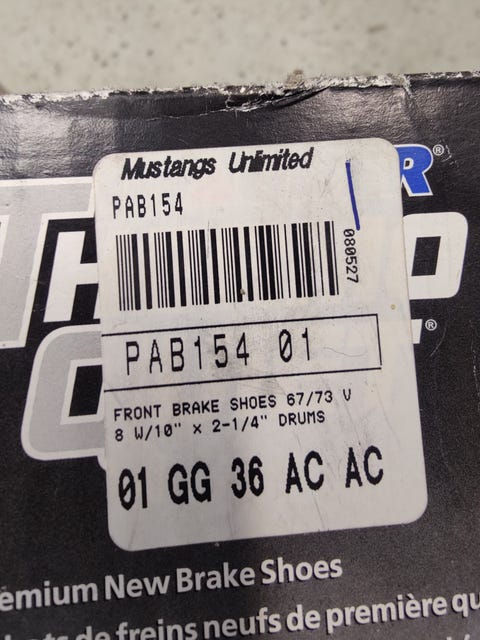 Mustangs Unlimited
PAB154
080527
PAB154 01
FRONT BRAKE SHOES 67/73 V
8 W/10" x 2-1/4" DRUMS
01 GG 36 AC AC
R®
TH
O
®
emium New Brake Shoes
de freins neufs de première qu